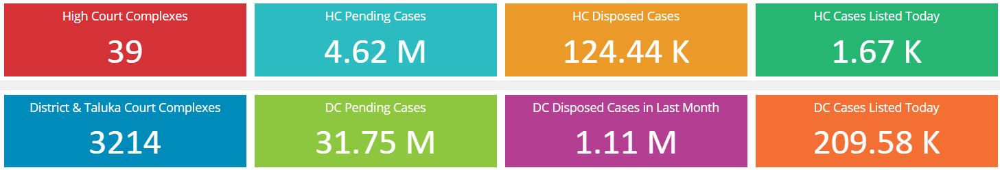 High Court Complexes
39
HC Pending Cases
4.62 M
HC Disposed Cases
124.44 K
HC Cases Listed Today
1.67 K
District & Taluka Court Complexes
3214
DC Pending Cases
31.75 M
DC Disposed Cases in Last Month
1.11 M
DC Cases Listed Today
209.58 K